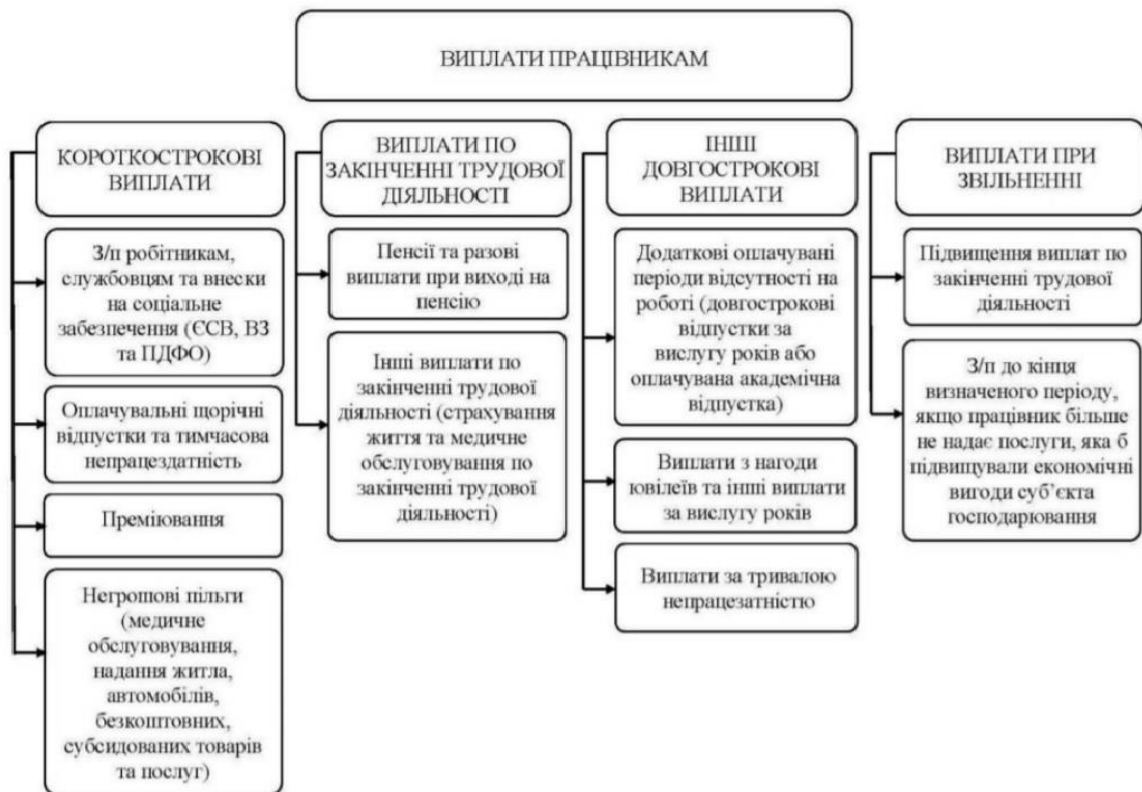 ВИПЛАТИ ПРАЦІВНИКАМ
КОРОТКОСТРОКОВІ
ВИПЛАТИ
З/п робітникам,
службовцям та внески
на соціальне
забезпечення (ЄСВ, ВЗ
та ПДФО)
Оплачувальні щорічні
відпустки та тимчасова
непрацездатність
Преміювання
Негрошові пільги
(медичне
обслуговування,
надання житла,
автомобілів,
безкоштовних,
субсидованих товарів
та послуг)
ВИПЛАТИ ПО
ЗАКІНЧЕННІ ТРУДОВОЇ
ДІЯЛЬНОСТІ
Пенсії та разові
виплати при виході на
пенсію
Інші виплати по
закінченні трудової
діяльності (страхування
життя та медичне
обслуговування по
закінченні трудової
діяльності)
ІНШІ
ДОВГОСТРОКОВІ
ВИПЛАТИ
Додаткові оплачувані
періоди відсутності на
роботі (довгострокові
відпустки за
вислугу років або
оплачувана академічна
відпустка)
Виплати з нагоди
ювілеїв та інші виплати
за вислугу років
Виплати за тривалою
непрацезатністю
ВИПЛАТИ ПРИ
ЗВІЛЬНЕННІ
Підвищення виплат по
закінченні трудової
діяльності
З/п до кінця
визначеного періоду,
якщо працівник більше
не надає послуги, яка б
підвищували економічні
вигоди суб’єкта
господарювання